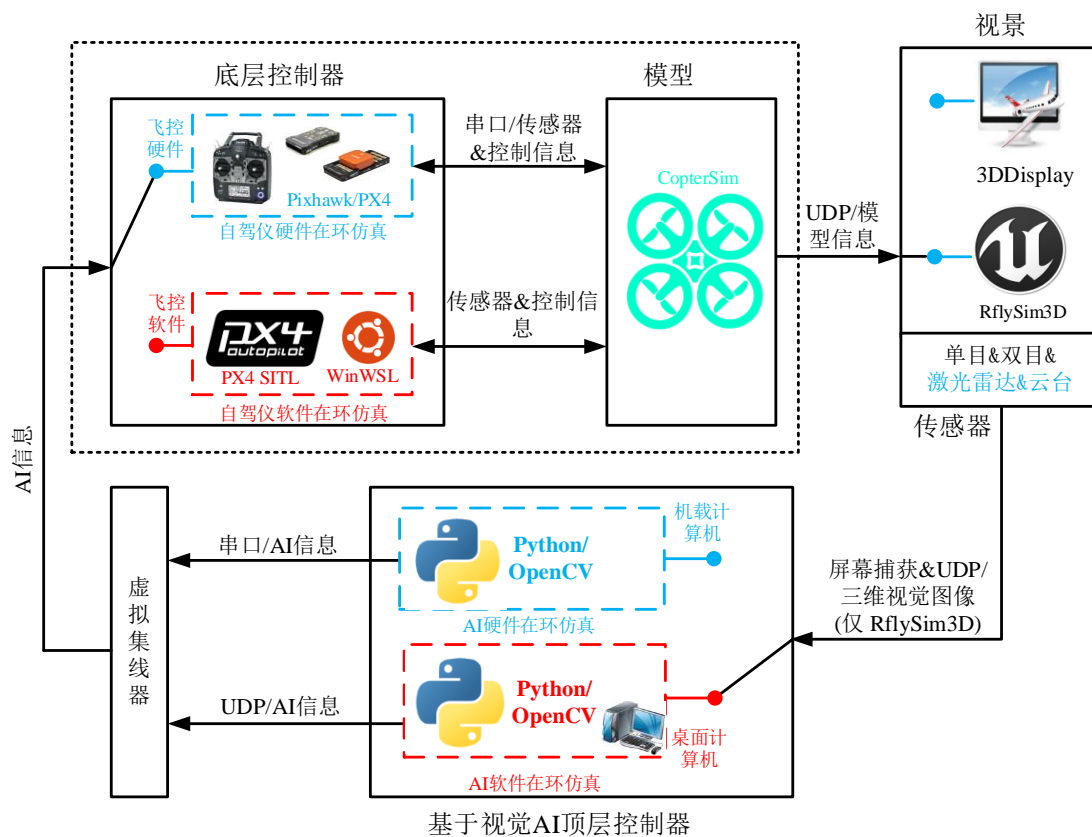 视景
底层控制器
模型
飞控
硬件
Pixhawk/PX4
自驾仪硬件在环仿真
串口/传感器
&控制信息
CopterSim
3DDisplay
UDP/模
型信息
RflySim3D
飞控
软件
px4
autopilot
PX4 SITL
WinWSL
自驾仪软件在环仿真
传感器&控制信
息
单目&双目&
激光雷达&云台
传感器
AI信息
虚
拟
集
线
器
串口/AI信息
UDP/AI信息
Python/
OpenCV
机载计
算机
AI硬件在环仿真
Python/
OpenCV
桌面计
算机
AI软件在环仿真
屏幕捕获&UDP/
三维视觉图像
(仅 RflySim3D)
基于视觉AI顶层控制器